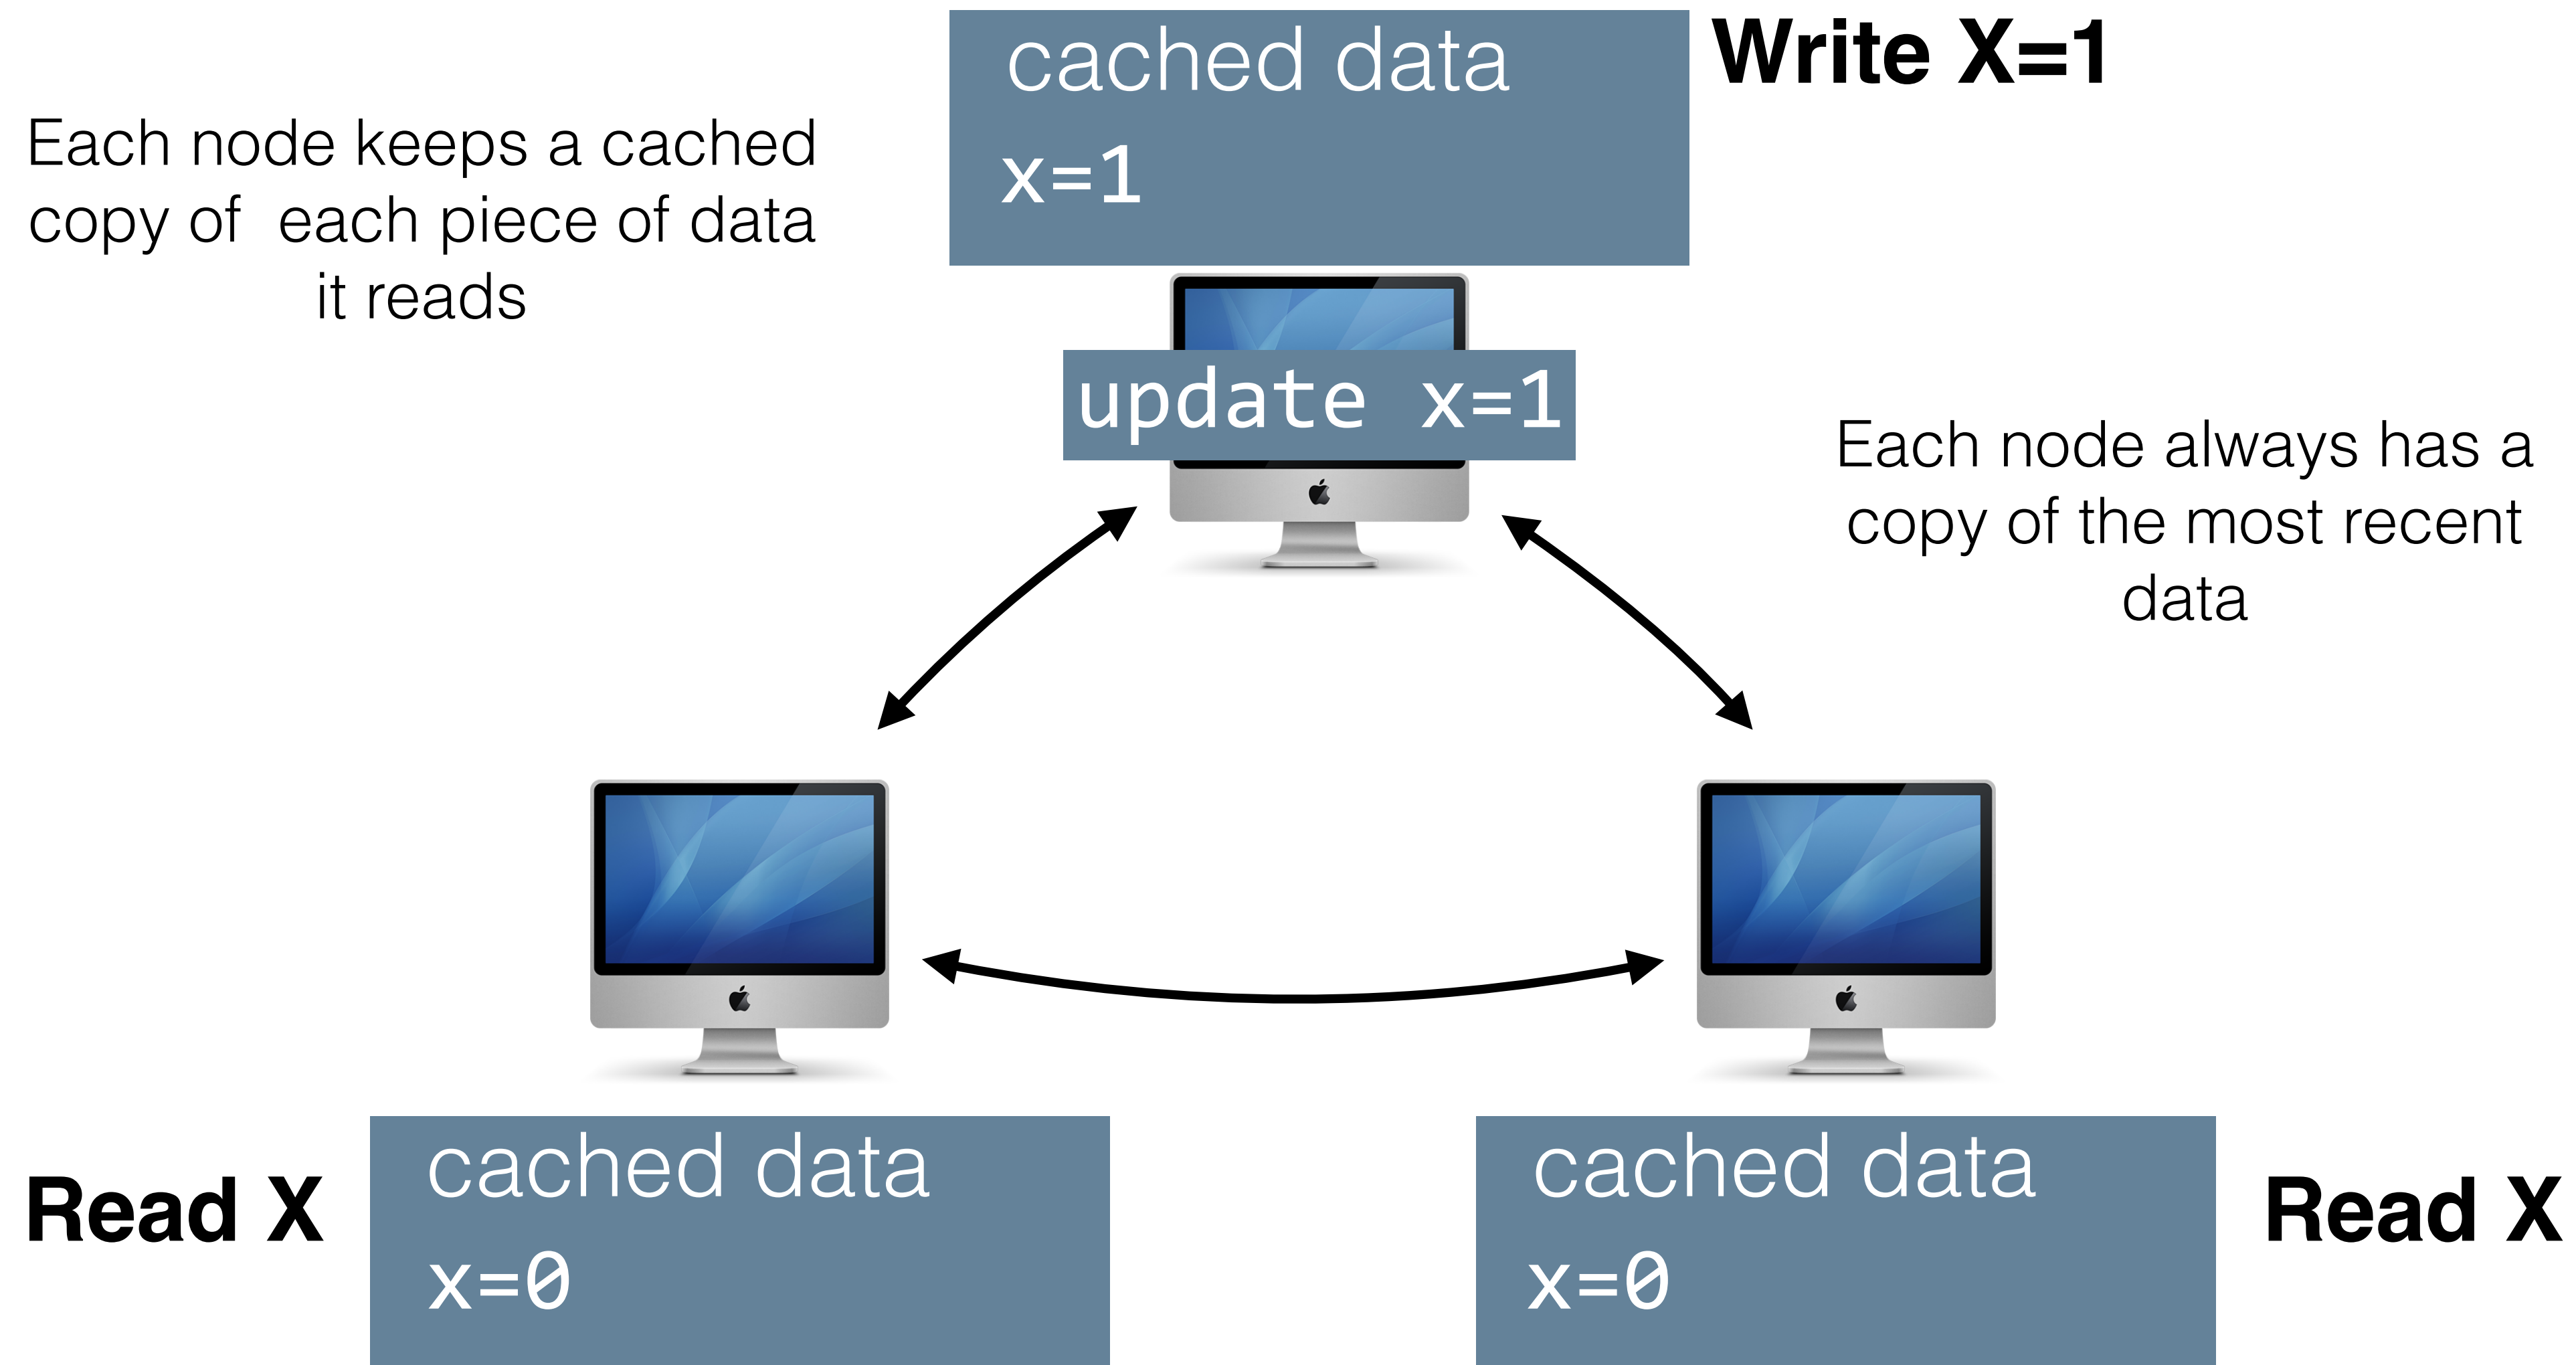 cached data
x=1
Write X=1
Each node keeps a cached
copy of  each piece of data
it reads
update x=1
Each node always has a
copy of the most recent
data
Read X
cached data
x=0
cached data
x=0
Read X